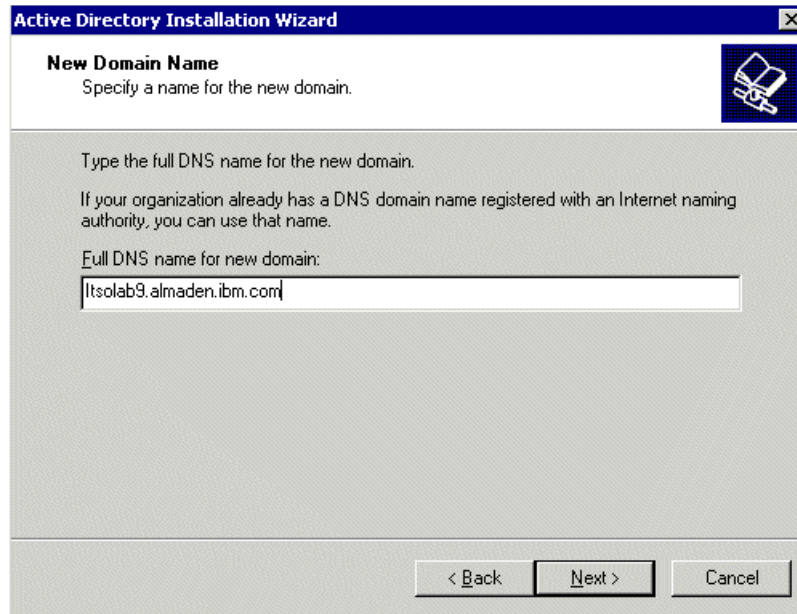 Active Directory Installation Wizard
New Domain Name
Specify a name for the new domain.
Type the full DNS name for the new domain.
If your organization already has a DNS domain name registered with an Internet naming
authority, you can use that name.
Full DNS name for new domain:
Itsolab9.almaden.ibm.com
< Back
Next >
Cancel